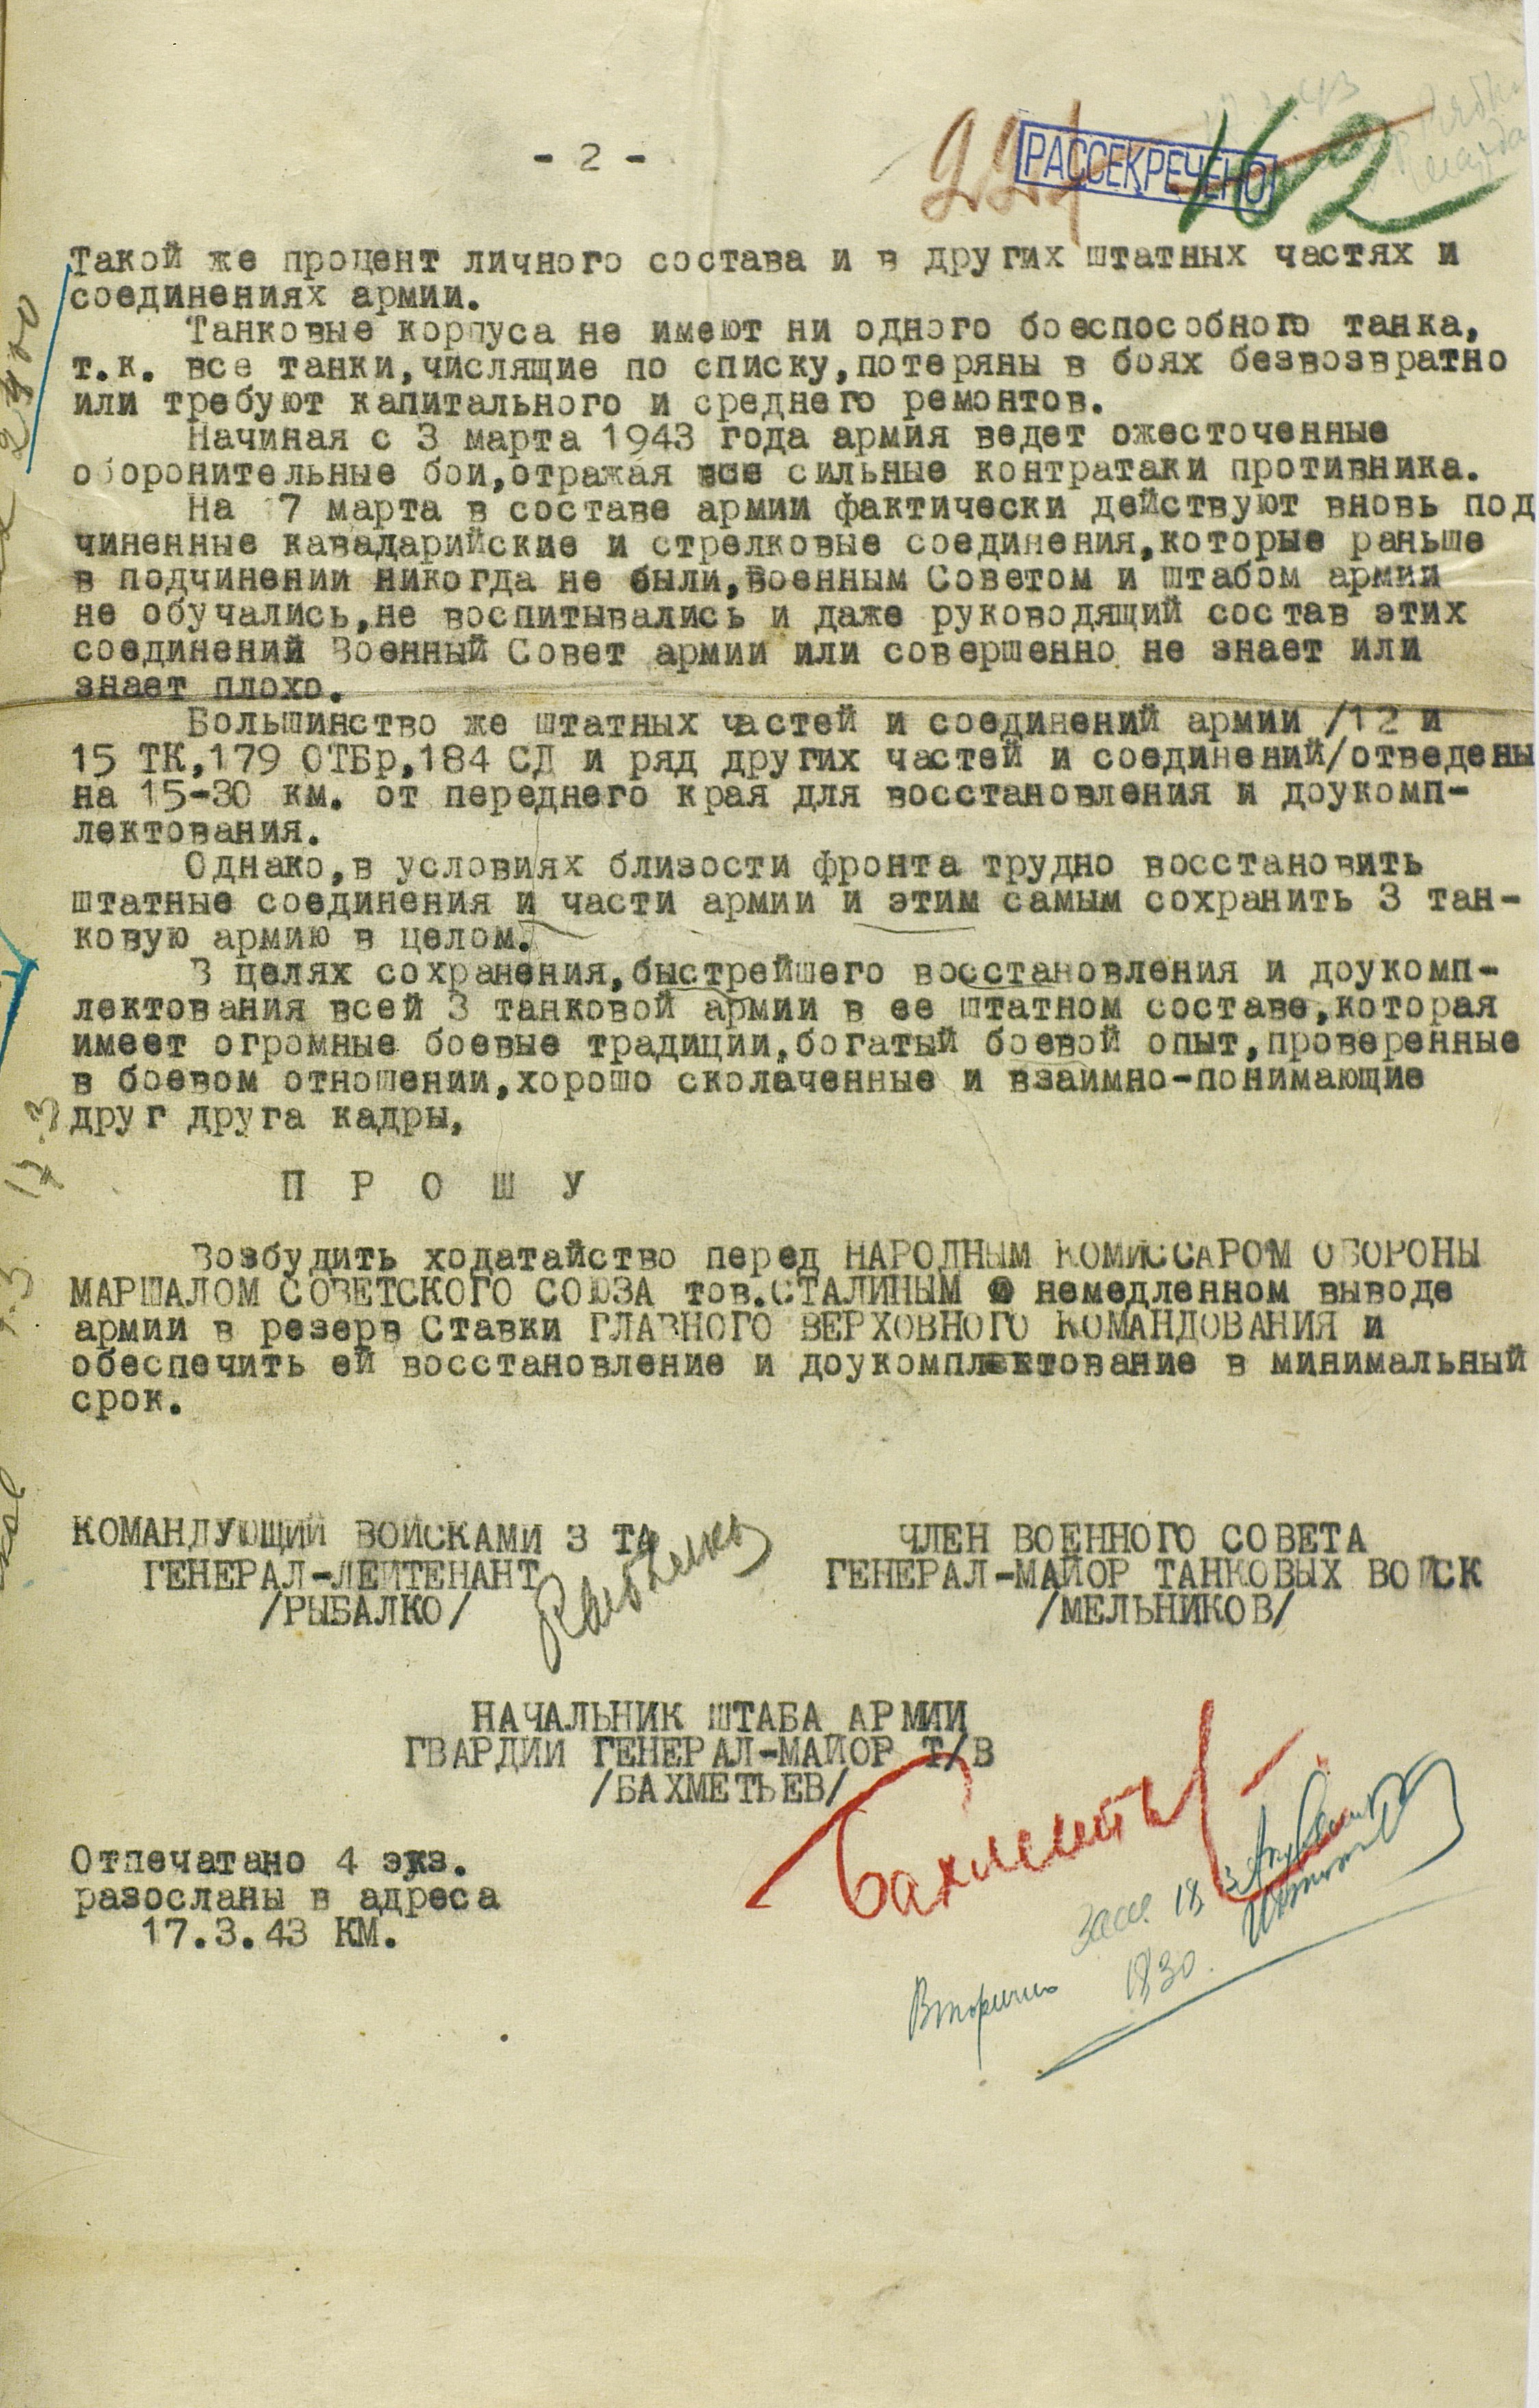 - 2 -
221
162
РАССЕКРЕЧЕНО
Такой же процент личного состава и в других штатных частях и
соединениях армии.
Танковые корпуса не имеют ни одного боеспособного танка,
т.к. все танки,числящие по списку,потеряны в боях безвозвратно
или требуют капитального и среднего ремонтов.
Начиная с 3 марта 1943 года армия ведет ожесточенные
оборонительные бои,отражая все сильные контратаки противника.
На 17 марта в составе армии фактически действуют вновь под
чиненные кавадарийские и стрелковые соединения,которые раньше
в подчинении никогда не были,Военным Советом и штабом армии
не обучались,не воспитывались и даже руководящий состав этих
соединений Военный Совет армии или совершенно не знает или
знает плохо.
Большинство же штатных частей и соединений армии /12 и
15 ТК,179 ОТБр,184 СД и ряд других частей и соединений/отведены
на 15-30 км. от переднего края для восстановления и доукомп-
лектования.
Однако,в условиях близости фронта трудно восстановить
штатные соединения и части армии и этим самым сохранить 3 тан-
ковую армию в целом.
В целях сохранения,быстрейшего восстановления и доукомп-
лектования всей 3 танковой армии в ее штатном составе,которая
имеет огромные боевые традиции,богатый боевой опыт,проверенные
в боевом отношении,хорошо сколаченные и взаимно-понимающие
друг друга кадры,
П Р О Ш У
Возбудить ходатайство перед НАРОДНЫМ КОМИССАРОМ ОБОРОНЫ
МАРШАЛОМ СОВЕТСКОГО СОЮЗА тов.СТАЛИНЫМ о немедленном выводе
армии в резерв Ставки ГЛАВНОГО ВЕРХОВНОГО КОМАНДОВАНИЯ и
обеспечить ей восстановление и доукомплектование в минимальный
срок.
КОМАНДУЮЩИЙ ВОЙСКАМИ 3 ТА
ГЕНЕРАЛ-ЛЕЙТЕНАНТ
/РЫБАЛКО/
ЧЛЕН ВОЕННОГО СОВЕТА
ГЕНЕРАЛ-МАЙОР ТАНКОВЫХ ВОЙСК
/МЕЛЬНИКОВ/
НАЧАЛЬНИК ШТАБА АРМИИ
ГВАРДИИ ГЕНЕРАЛ-МАЙОР Т/В
/БАХМЕТЬЕВ/
Отпечатано 4 экз.
разосланы в адреса
17.3.43 КМ.
Вторично 18.30